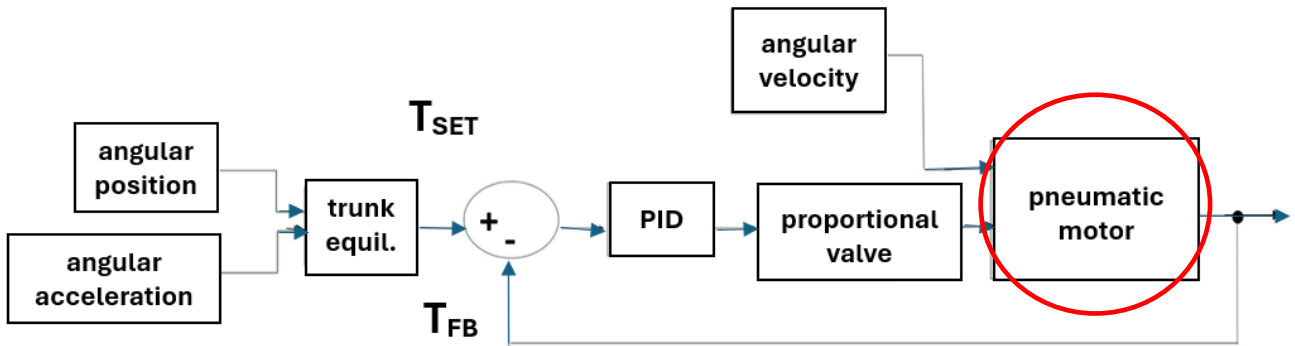 angular
velocity
T_SET
angular
position
trunk
equil.
+
-
PID
proportional
valve
pneumatic
motor
angular
acceleration
T_FB